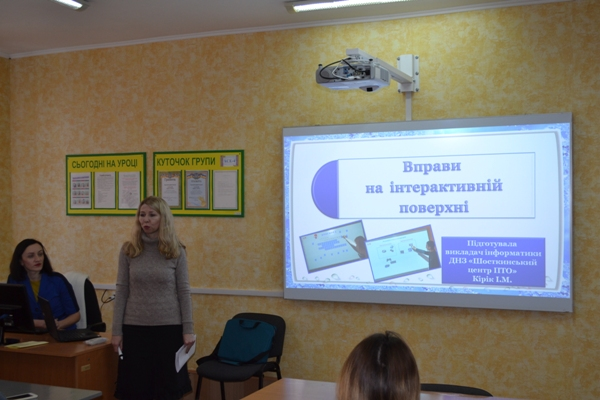 СЬОГОДНІ НА УРОЦІ
КУТОЧОК ГРУПИ
Вправи
на інтерактивній
поверхні
Підготувала
викладач інформатики
ДНЗ «Шосткинський
центр ПТО»
Кірік І.М.